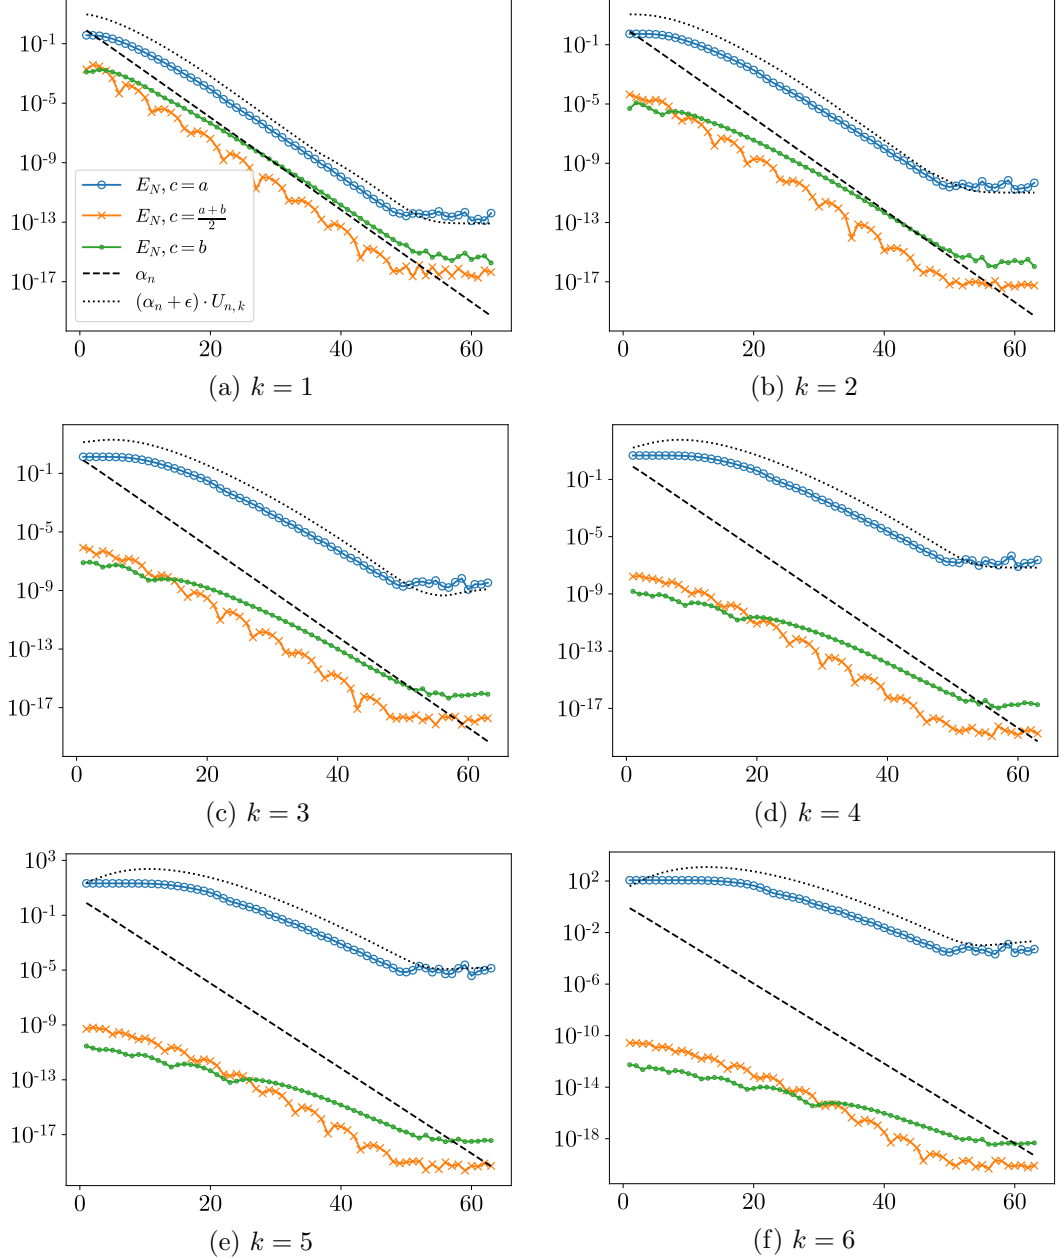 10⁻¹
10⁻⁵
10⁻⁹
10⁻¹³
10⁻¹⁷
E_N, c = a
E_N, c = (a+b)/2
E_N, c = b
α_n
(α_n + ϵ) · U_{n,k}
0 20 40 60
(a) k = 1
10⁻¹
10⁻⁵
10⁻⁹
10⁻¹³
10⁻¹⁷
0 20 40 60
(b) k = 2
10⁻¹
10⁻⁵
10⁻⁹
10⁻¹³
10⁻¹⁷
0 20 40 60
(c) k = 3
10⁻¹
10⁻⁵
10⁻⁹
10⁻¹³
10⁻¹⁷
0 20 40 60
(d) k = 4
10³
10⁻¹
10⁻⁵
10⁻⁹
10⁻¹³
10⁻¹⁷
0 20 40 60
(e) k = 5
10²
10⁻²
10⁻⁶
10⁻¹⁰
10⁻¹⁴
10⁻¹⁸
0 20 40 60
(f) k = 6